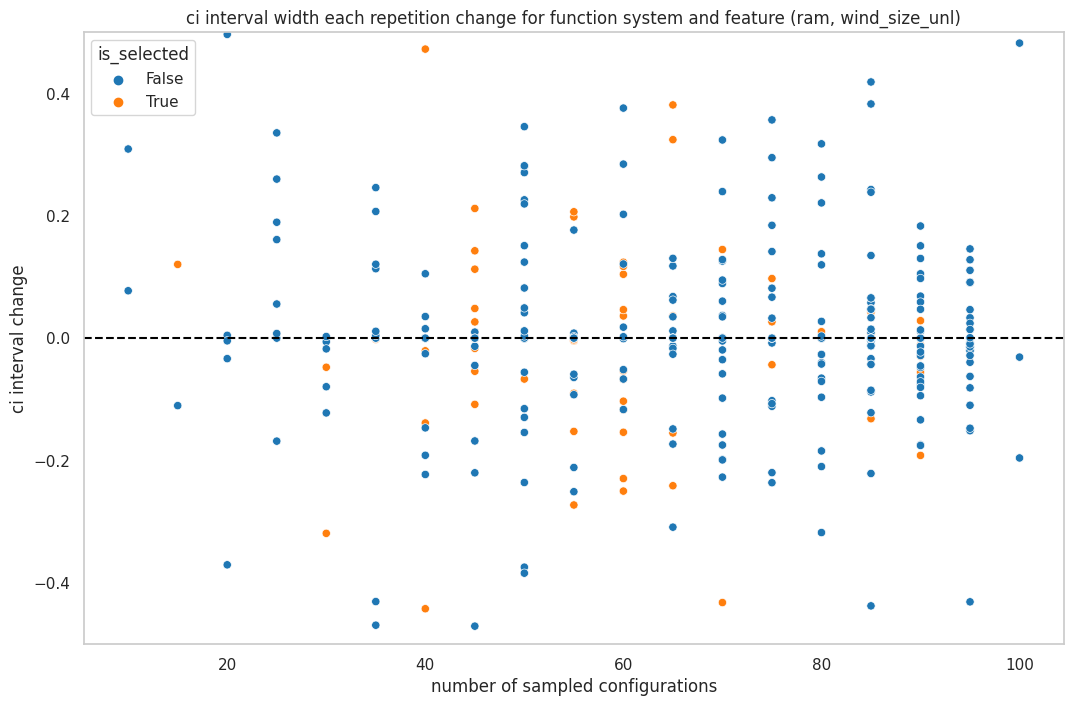 ci interval width each repetition change for function system and feature (ram, wind_size_unl)
is_selected
False
True
0.4
0.2
0.0
−0.2
−0.4
ci interval change
20 40 60 80 100
number of sampled configurations